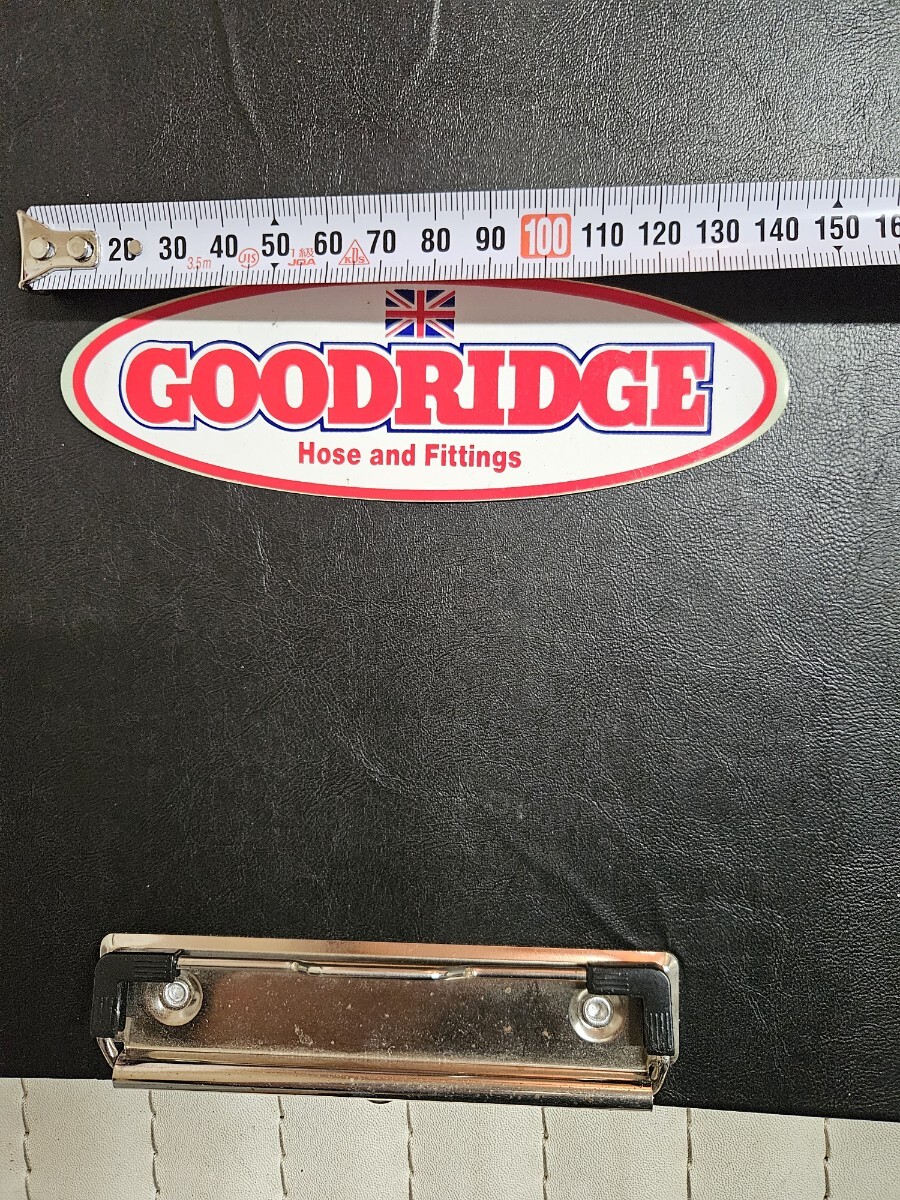 20 30 40 50 60 70 80 90 100 110 120 130 140 150 16
3.5m JIS 1級 JQA KDS
GOODRIDGE
Hose and Fittings